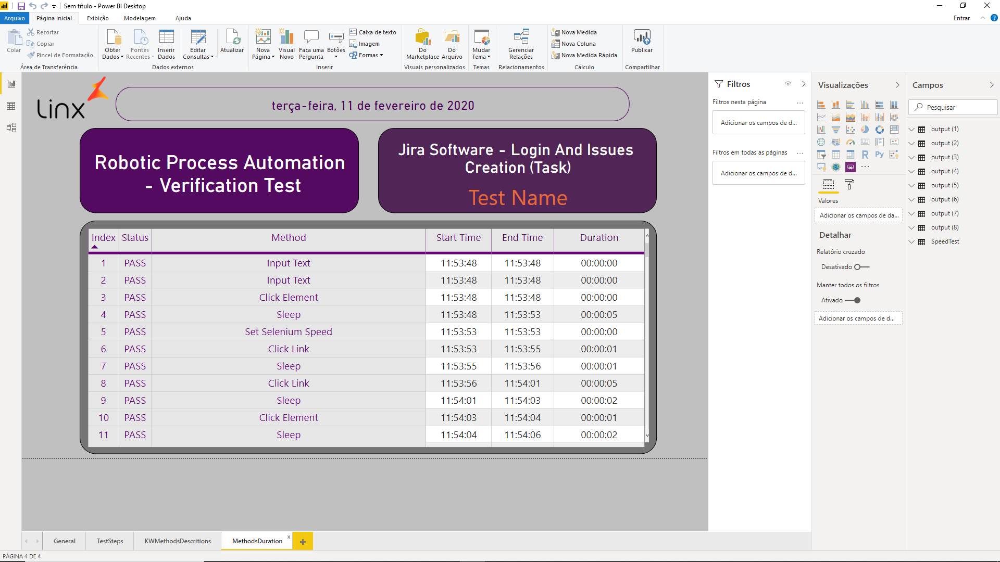 Sem título - Power BI Desktop
Arquivo
Página Inicial
Exibição
Modelagem
Ajuda
Entrar
?
Colar
Recortar
Copiar
Pincel de Formatação
Área de Transferência
Obter Dados
Fontes Recentes
Inserir Dados
Editar Consultas
Dados externos
Atualizar
Nova Página
Visual Novo
Faça uma Pergunta
Botões
Caixa de texto
Imagem
Formas
Inserir
Do Marketplace
Do Arquivo
Visuais personalizados
Mudar Tema
Temas
Gerenciar Relações
Relacionamentos
Nova Medida
Nova Coluna
Nova Medida Rápida
Cálculo
Publicar
Compartilhar
Linx
terça-feira, 11 de fevereiro de 2020
Robotic Process Automation
- Verification Test
Jira Software - Login And Issues
Creation (Task)
Test Name
Index Status Method Start Time End Time Duration
1 PASS Input Text 11:53:48 11:53:48 00:00:00
2 PASS Input Text 11:53:48 11:53:48 00:00:00
3 PASS Click Element 11:53:48 11:53:48 00:00:00
4 PASS Sleep 11:53:48 11:53:53 00:00:05
5 PASS Set Selenium Speed 11:53:53 11:53:53 00:00:00
6 PASS Click Link 11:53:53 11:53:55 00:00:01
7 PASS Sleep 11:53:55 11:53:56 00:00:01
8 PASS Click Link 11:53:56 11:54:01 00:00:05
9 PASS Sleep 11:54:01 11:54:03 00:00:02
10 PASS Click Element 11:54:03 11:54:04 00:00:01
11 PASS Sleep 11:54:04 11:54:06 00:00:02
Filtros
Filtros nesta página ...
Adicionar os campos de d...
Filtros em todas as páginas ...
Adicionar os campos de d...
Visualizações
R Py
...
Valores
Adicionar os campos de da...
Detalhar
Relatório cruzado
Desativado
Manter todos os filtros
Ativado
Adicionar os campos de d...
Campos
Pesquisar
output (1)
output (2)
output (3)
output (4)
output (5)
output (6)
output (7)
output (8)
SpeedTest
General
TestSteps
KWMethodsDescritions
MethodsDuration
x
+
PÁGINA 4 DE 4